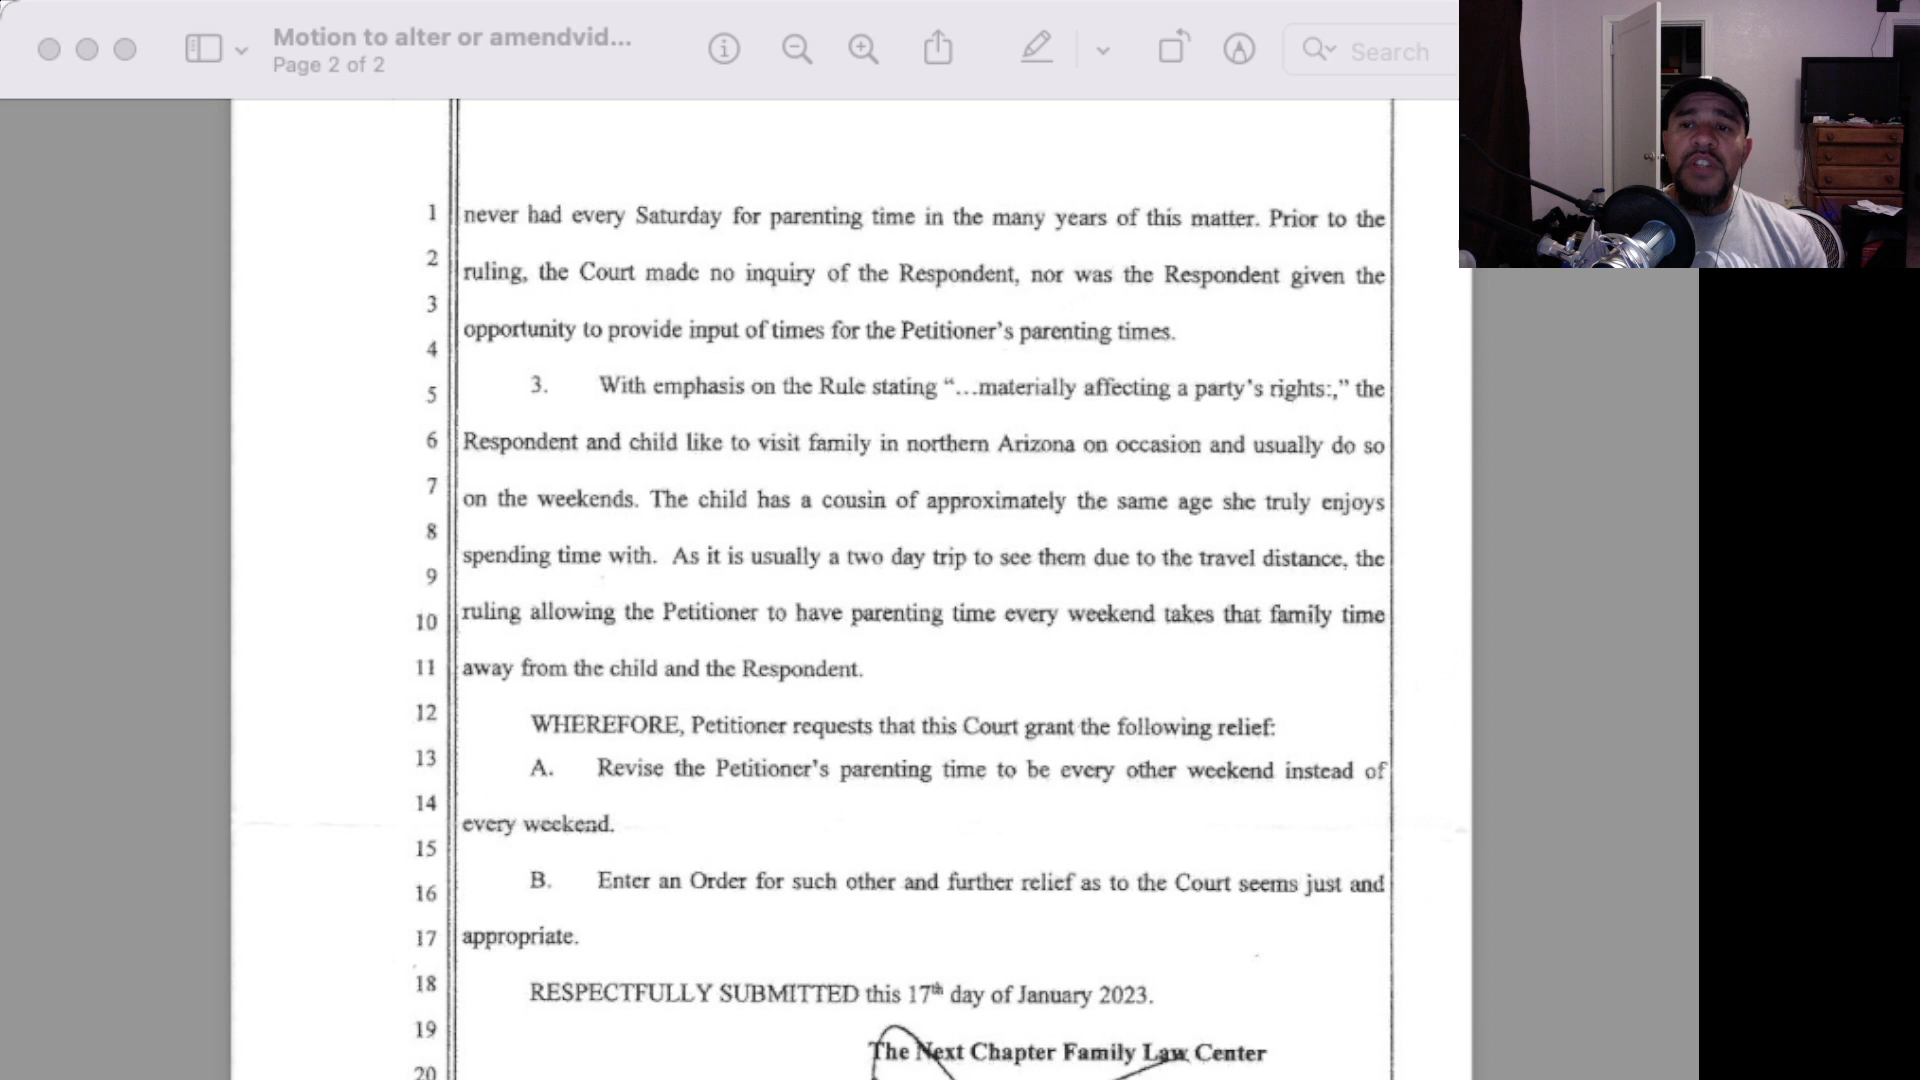 Motion to alter or amendvid...
Page 2 of 2
Search
1 never had every Saturday for parenting time in the many years of this matter. Prior to the
2 ruling, the Court made no inquiry of the Respondent, nor was the Respondent given the
3
opportunity to provide input of times for the Petitioner's parenting times.
4
5 3. With emphasis on the Rule stating "...materially affecting a party's rights:," the
6 Respondent and child like to visit family in northern Arizona on occasion and usually do so
7 on the weekends. The child has a cousin of approximately the same age she truly enjoys
8
spending time with. As it is usually a two day trip to see them due to the travel distance, the
9
10 ruling allowing the Petitioner to have parenting time every weekend takes that family time
11 away from the child and the Respondent.
12 WHEREFORE, Petitioner requests that this Court grant the following relief:
13 A. Revise the Petitioner's parenting time to be every other weekend instead of
14
every weekend.
15
16 B. Enter an Order for such other and further relief as to the Court seems just and
17 appropriate.
18 RESPECTFULLY SUBMITTED this 17th day of January 2023.
19
The Next Chapter Family Law Center
20